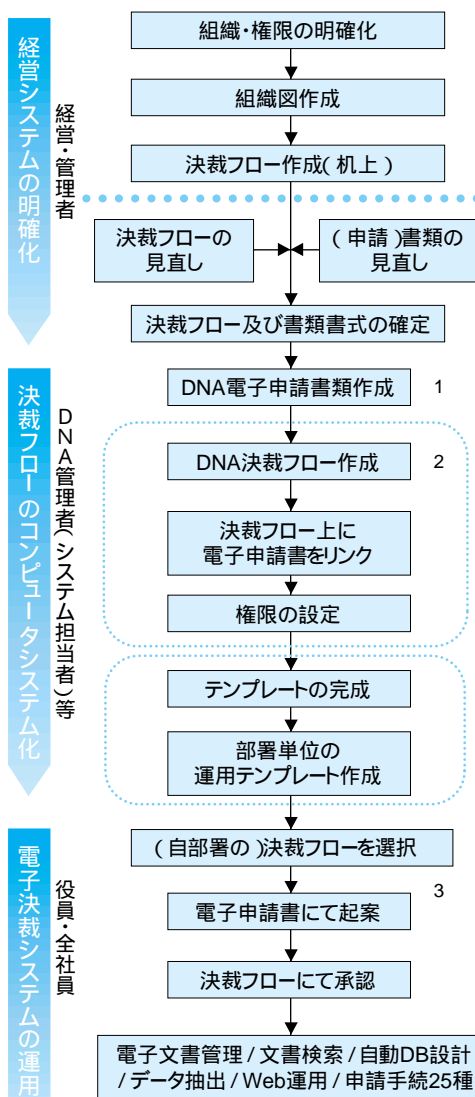 経営システムの明確化
経営・管理者
組織・権限の明確化
組織図作成
決裁フロー作成(机上)
決裁フローの
見直し
(申請)書類の
見直し
決裁フロー及び書類書式の確定
決裁フローのコンピュータシステム化
DNA管理者(システム担当者)等
DNA電子申請書類作成
1
DNA決裁フロー作成
2
決裁フロー上に
電子申請書をリンク
権限の設定
テンプレートの完成
部署単位の
運用テンプレート作成
電子決裁システムの運用
役員・全社員
(自部署の)決裁フローを選択
3
電子申請書にて起案
決裁フローにて承認
電子文書管理/文書検索/自動DB設計
/データ抽出/Web運用/申請手続25種